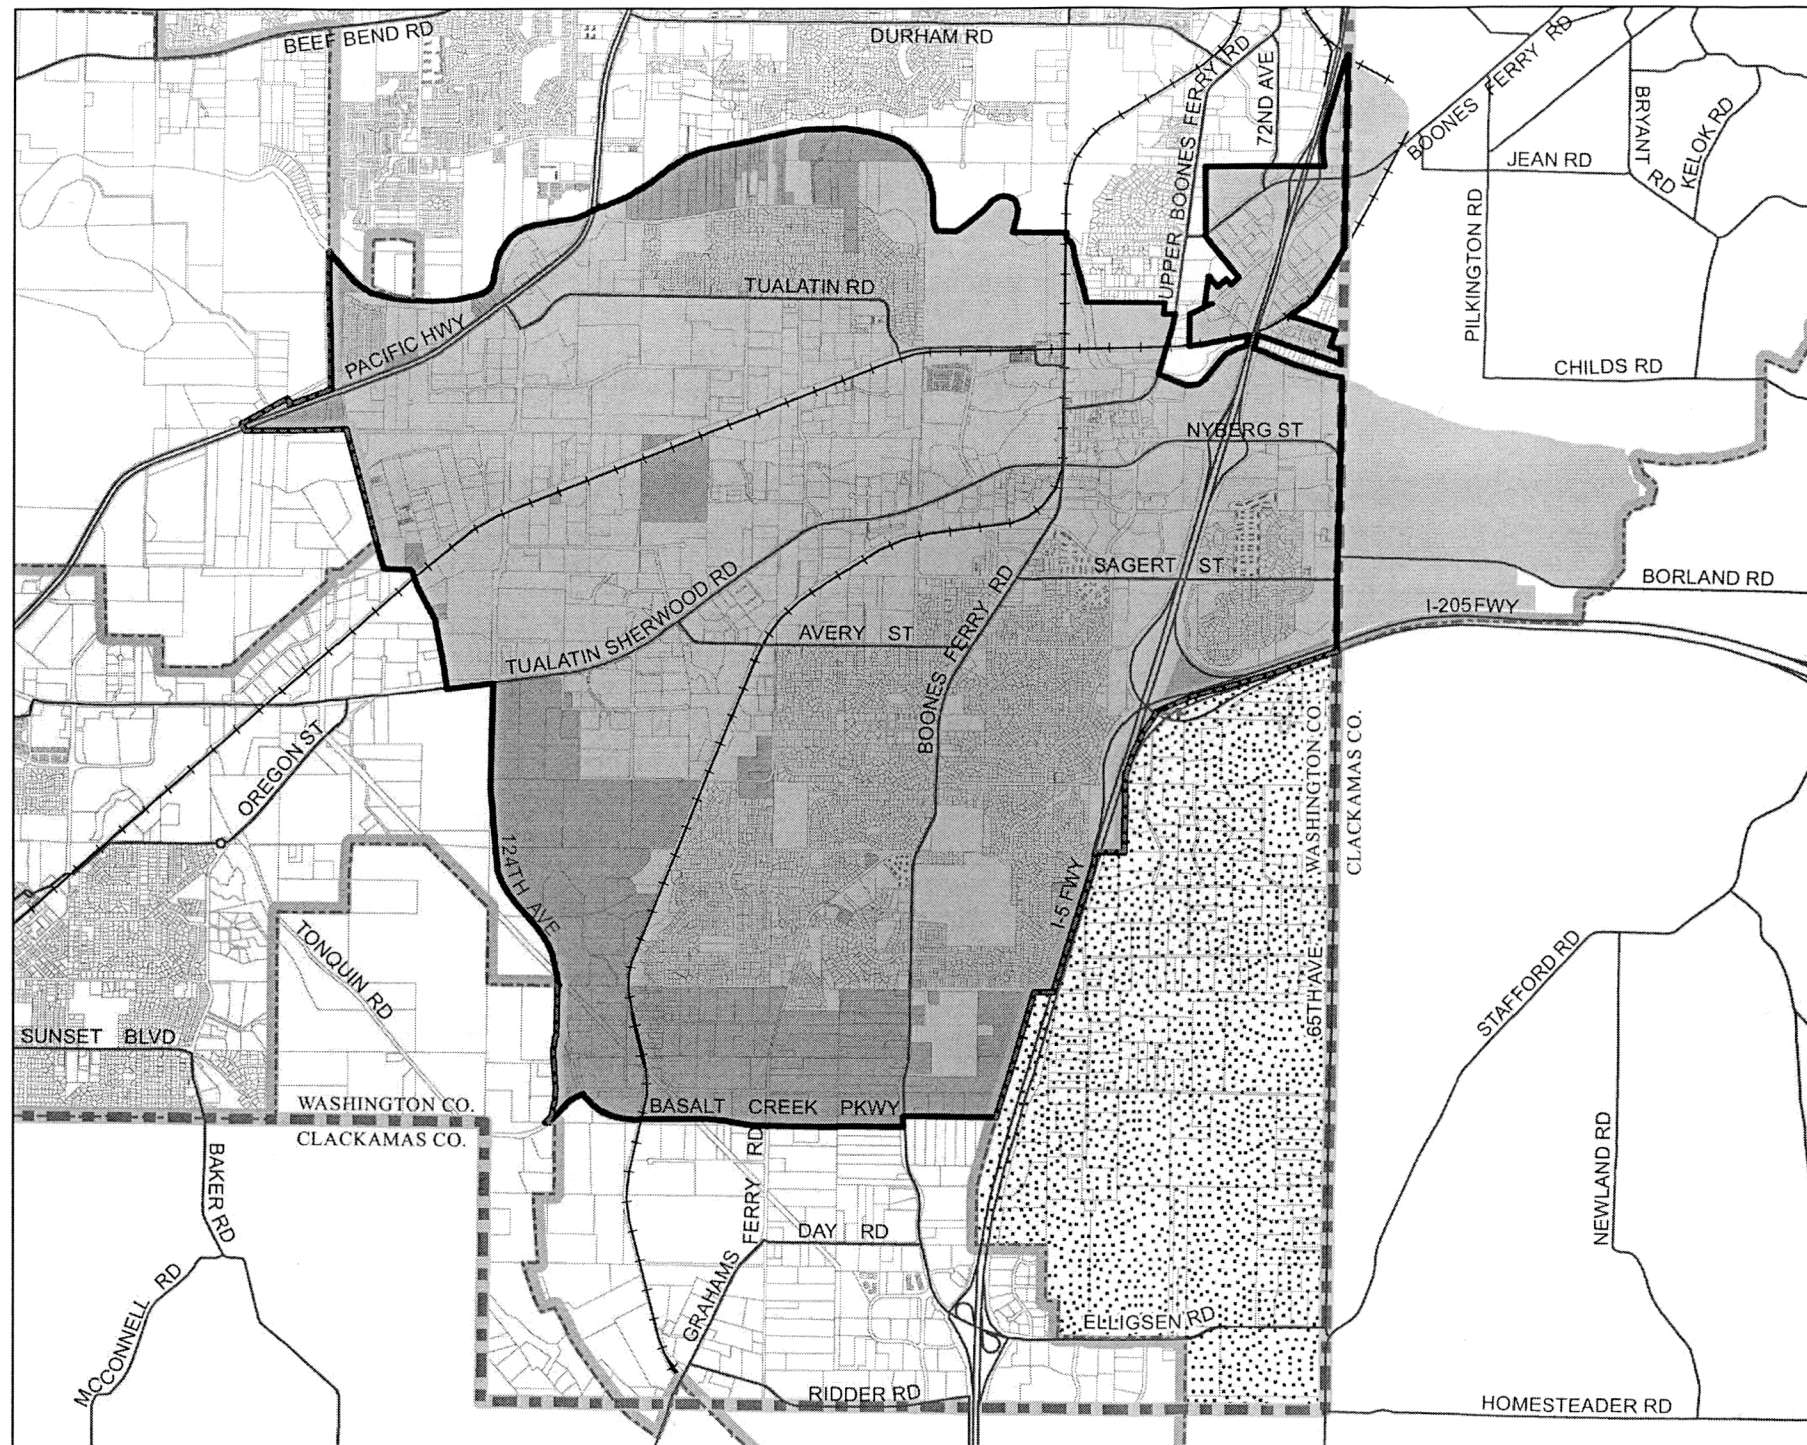 BEEF BEND RD
DURHAM RD
UPPER BOONES FERRY RD
72ND AVE
BOONES FERRY RD
BRYANT RD
KELOK RD
JEAN RD
PILKINGTON RD
TUALATIN RD
PACIFIC HWY
CHILDS RD
NYBERG ST
SAGERT ST
BORLAND RD
I-205 FWY
TUALATIN SHERWOOD RD
AVERY ST
BOONES FERRY RD
OREGON ST
WASHINGTON CO.
CLACKAMAS CO.
124TH AVE
I-5 FWY
TONQUIN RD
65TH AVE
STAFFORD RD
SUNSET BLVD
WASHINGTON CO.
CLACKAMAS CO.
BASALT CREEK PKWY
BAKER RD
GRAHAMS FERRY RD
DAY RD
NEWLAND RD
MCCONNELL RD
ELLIGSEN RD
RIDDER RD
HOMESTEADER RD